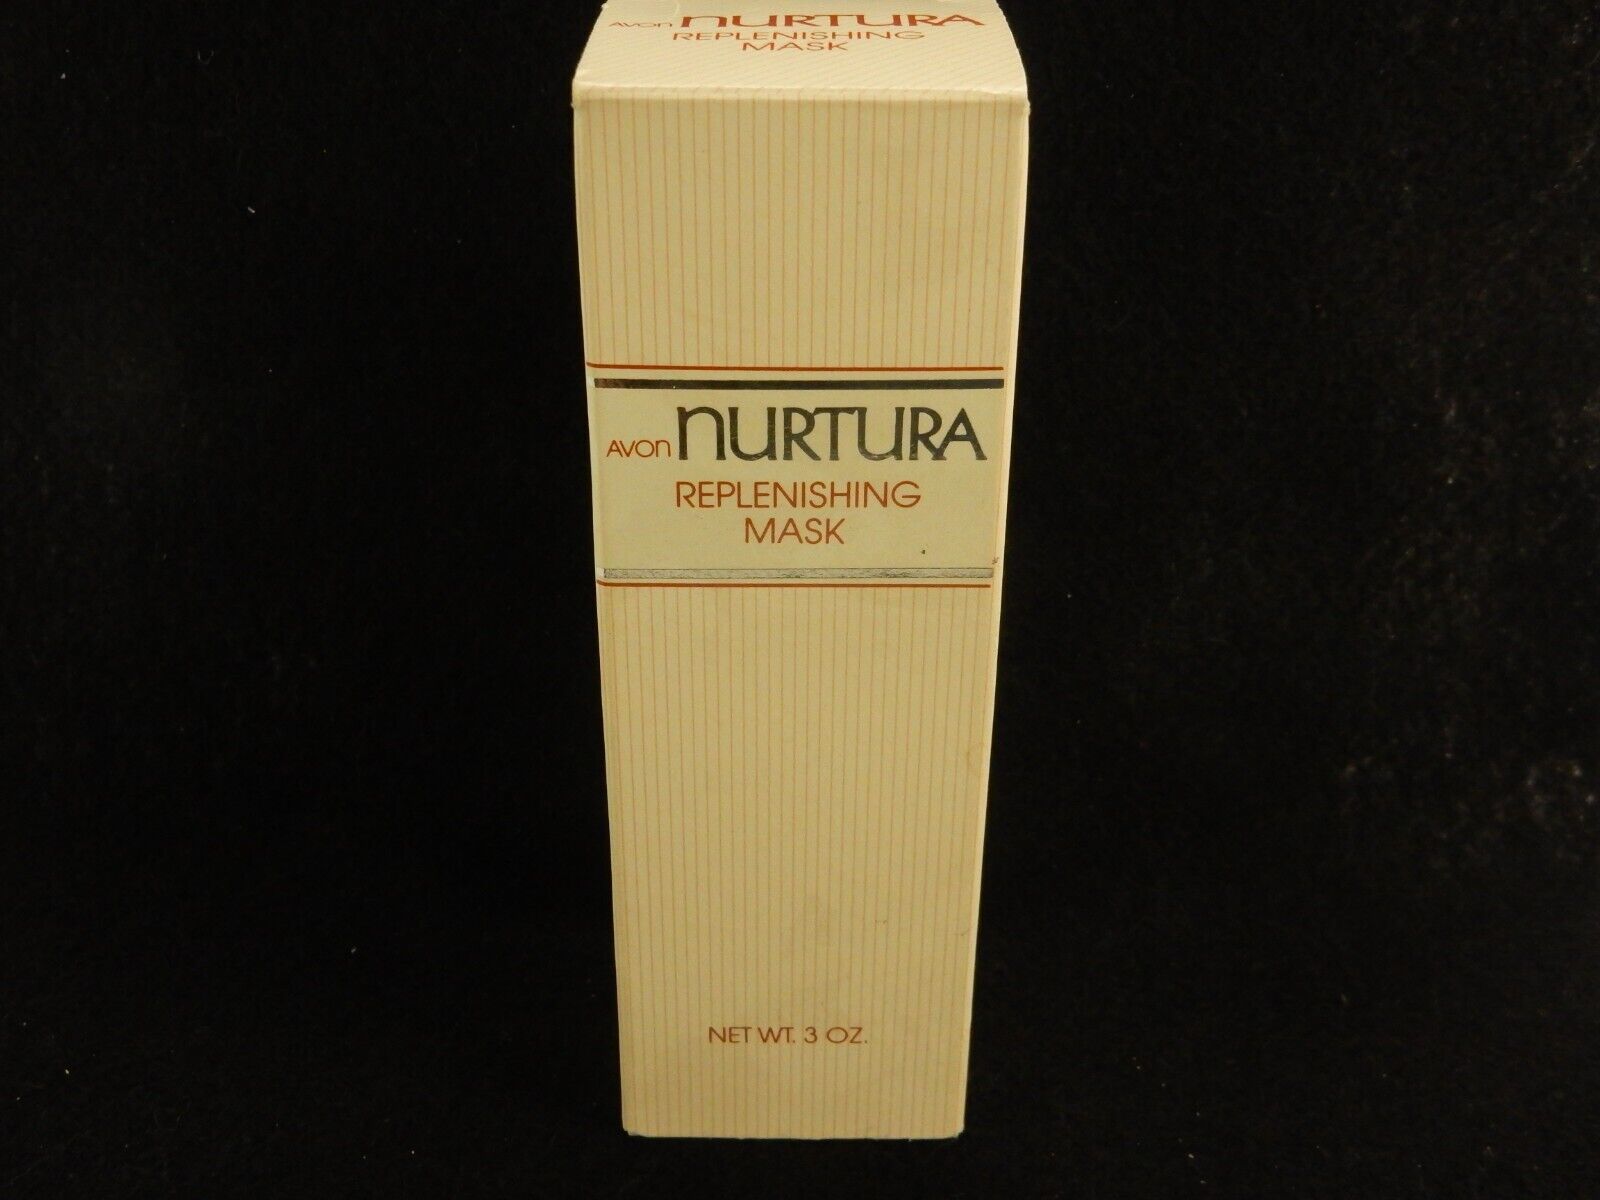 AVON NURTURA
REPLENISHING
MASK
AVON NURTURA
REPLENISHING
MASK
NET WT. 3 OZ.